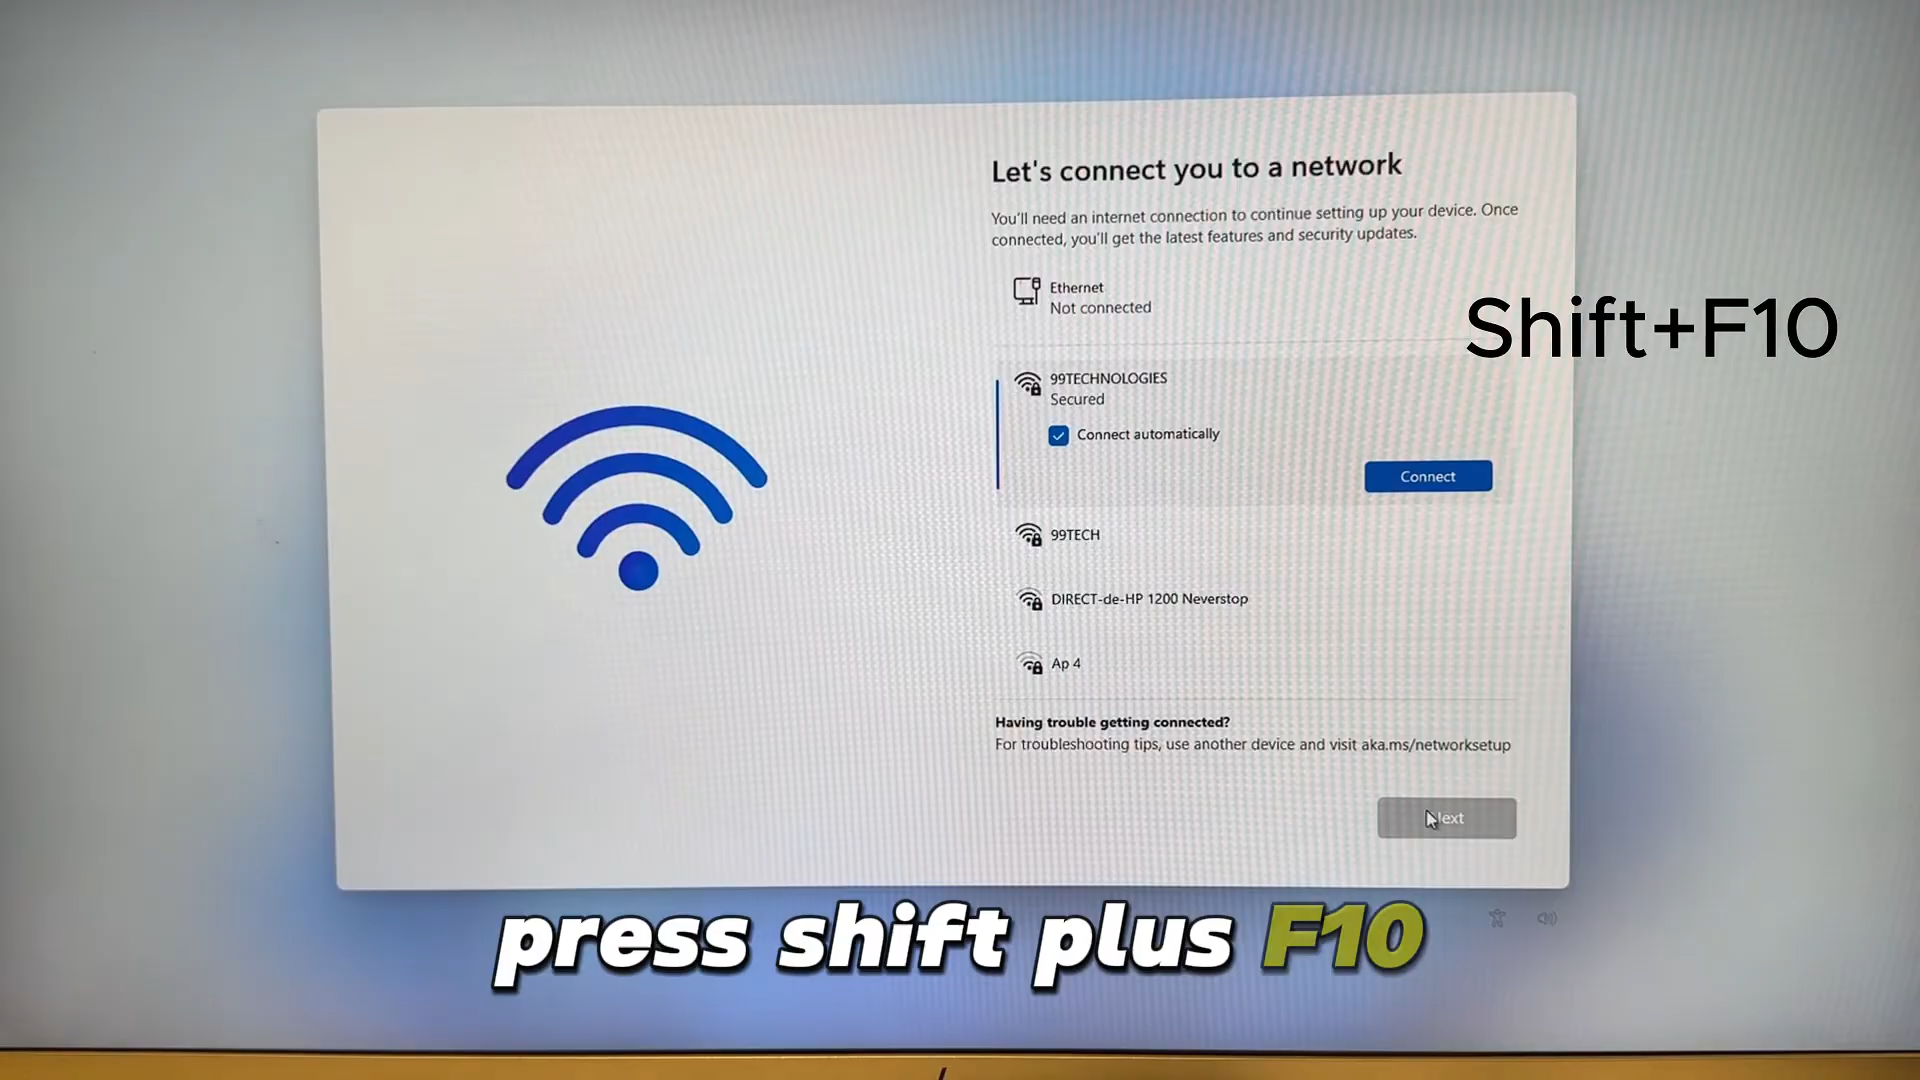 Let's connect you to a network
You'll need an internet connection to continue setting up your device. Once
connected, you'll get the latest features and security updates.
Ethernet
Not connected
Shift+F10
99TECHNOLOGIES
Secured
Connect automatically
Connect
99TECH
DIRECT-de-HP 1200 Neverstop
Ap 4
Having trouble getting connected?
For troubleshooting tips, use another device and visit aka.ms/networksetup
Next
press shift plus F10